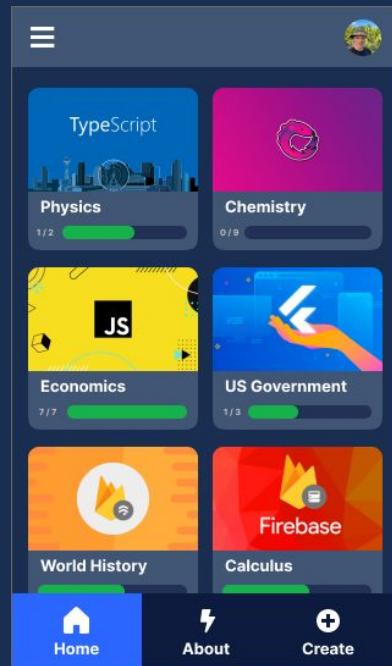 TypeScript
Physics
Chemistry
1/2
0/9
JS
Economics
US Government
7/7
1/3
Firebase
World History
Calculus
Home
About
Create